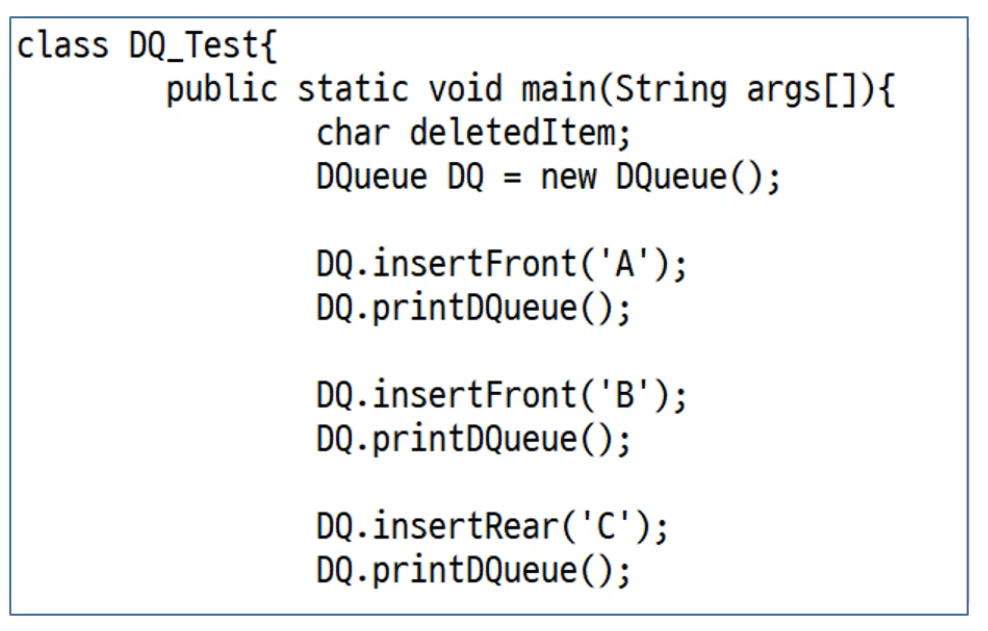 class DQ_Test{
public static void main(String args[]){
char deletedItem;
DQueue DQ = new DQueue();
DQ.insertFront('A');
DQ.printDQueue();
DQ.insertFront('B');
DQ.printDQueue();
DQ.insertRear('C');
DQ.printDQueue();